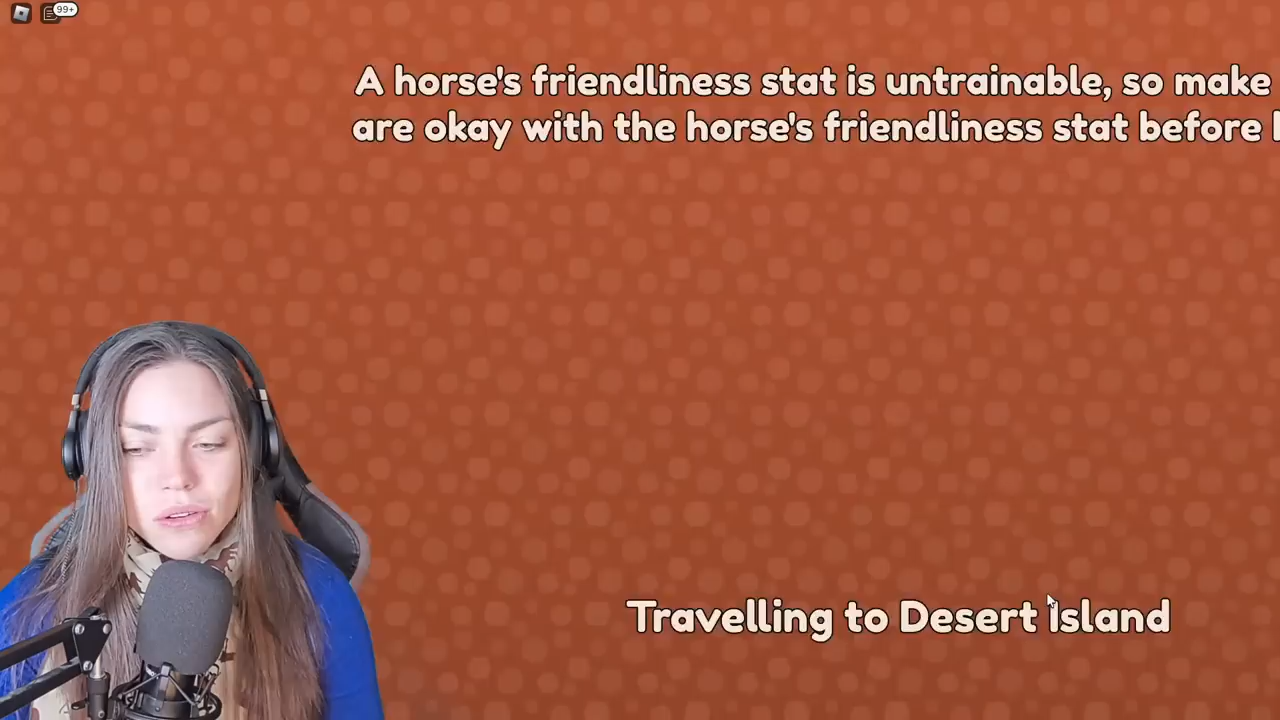 99+
A horse's friendliness stat is untrainable, so make
are okay with the horse's friendliness stat before
Travelling to Desert Island